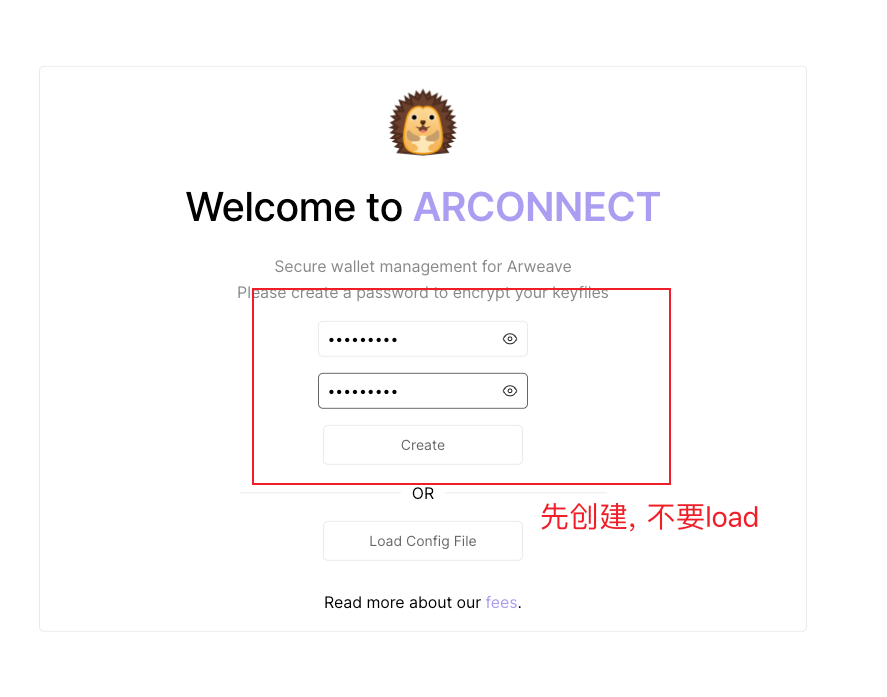 Welcome to ARCONNECT
Secure wallet management for Arweave
Please create a password to encrypt your keyfiles
•••••••••
•••••••••
Create
OR
先创建，不要load
Load Config File
Read more about our fees.